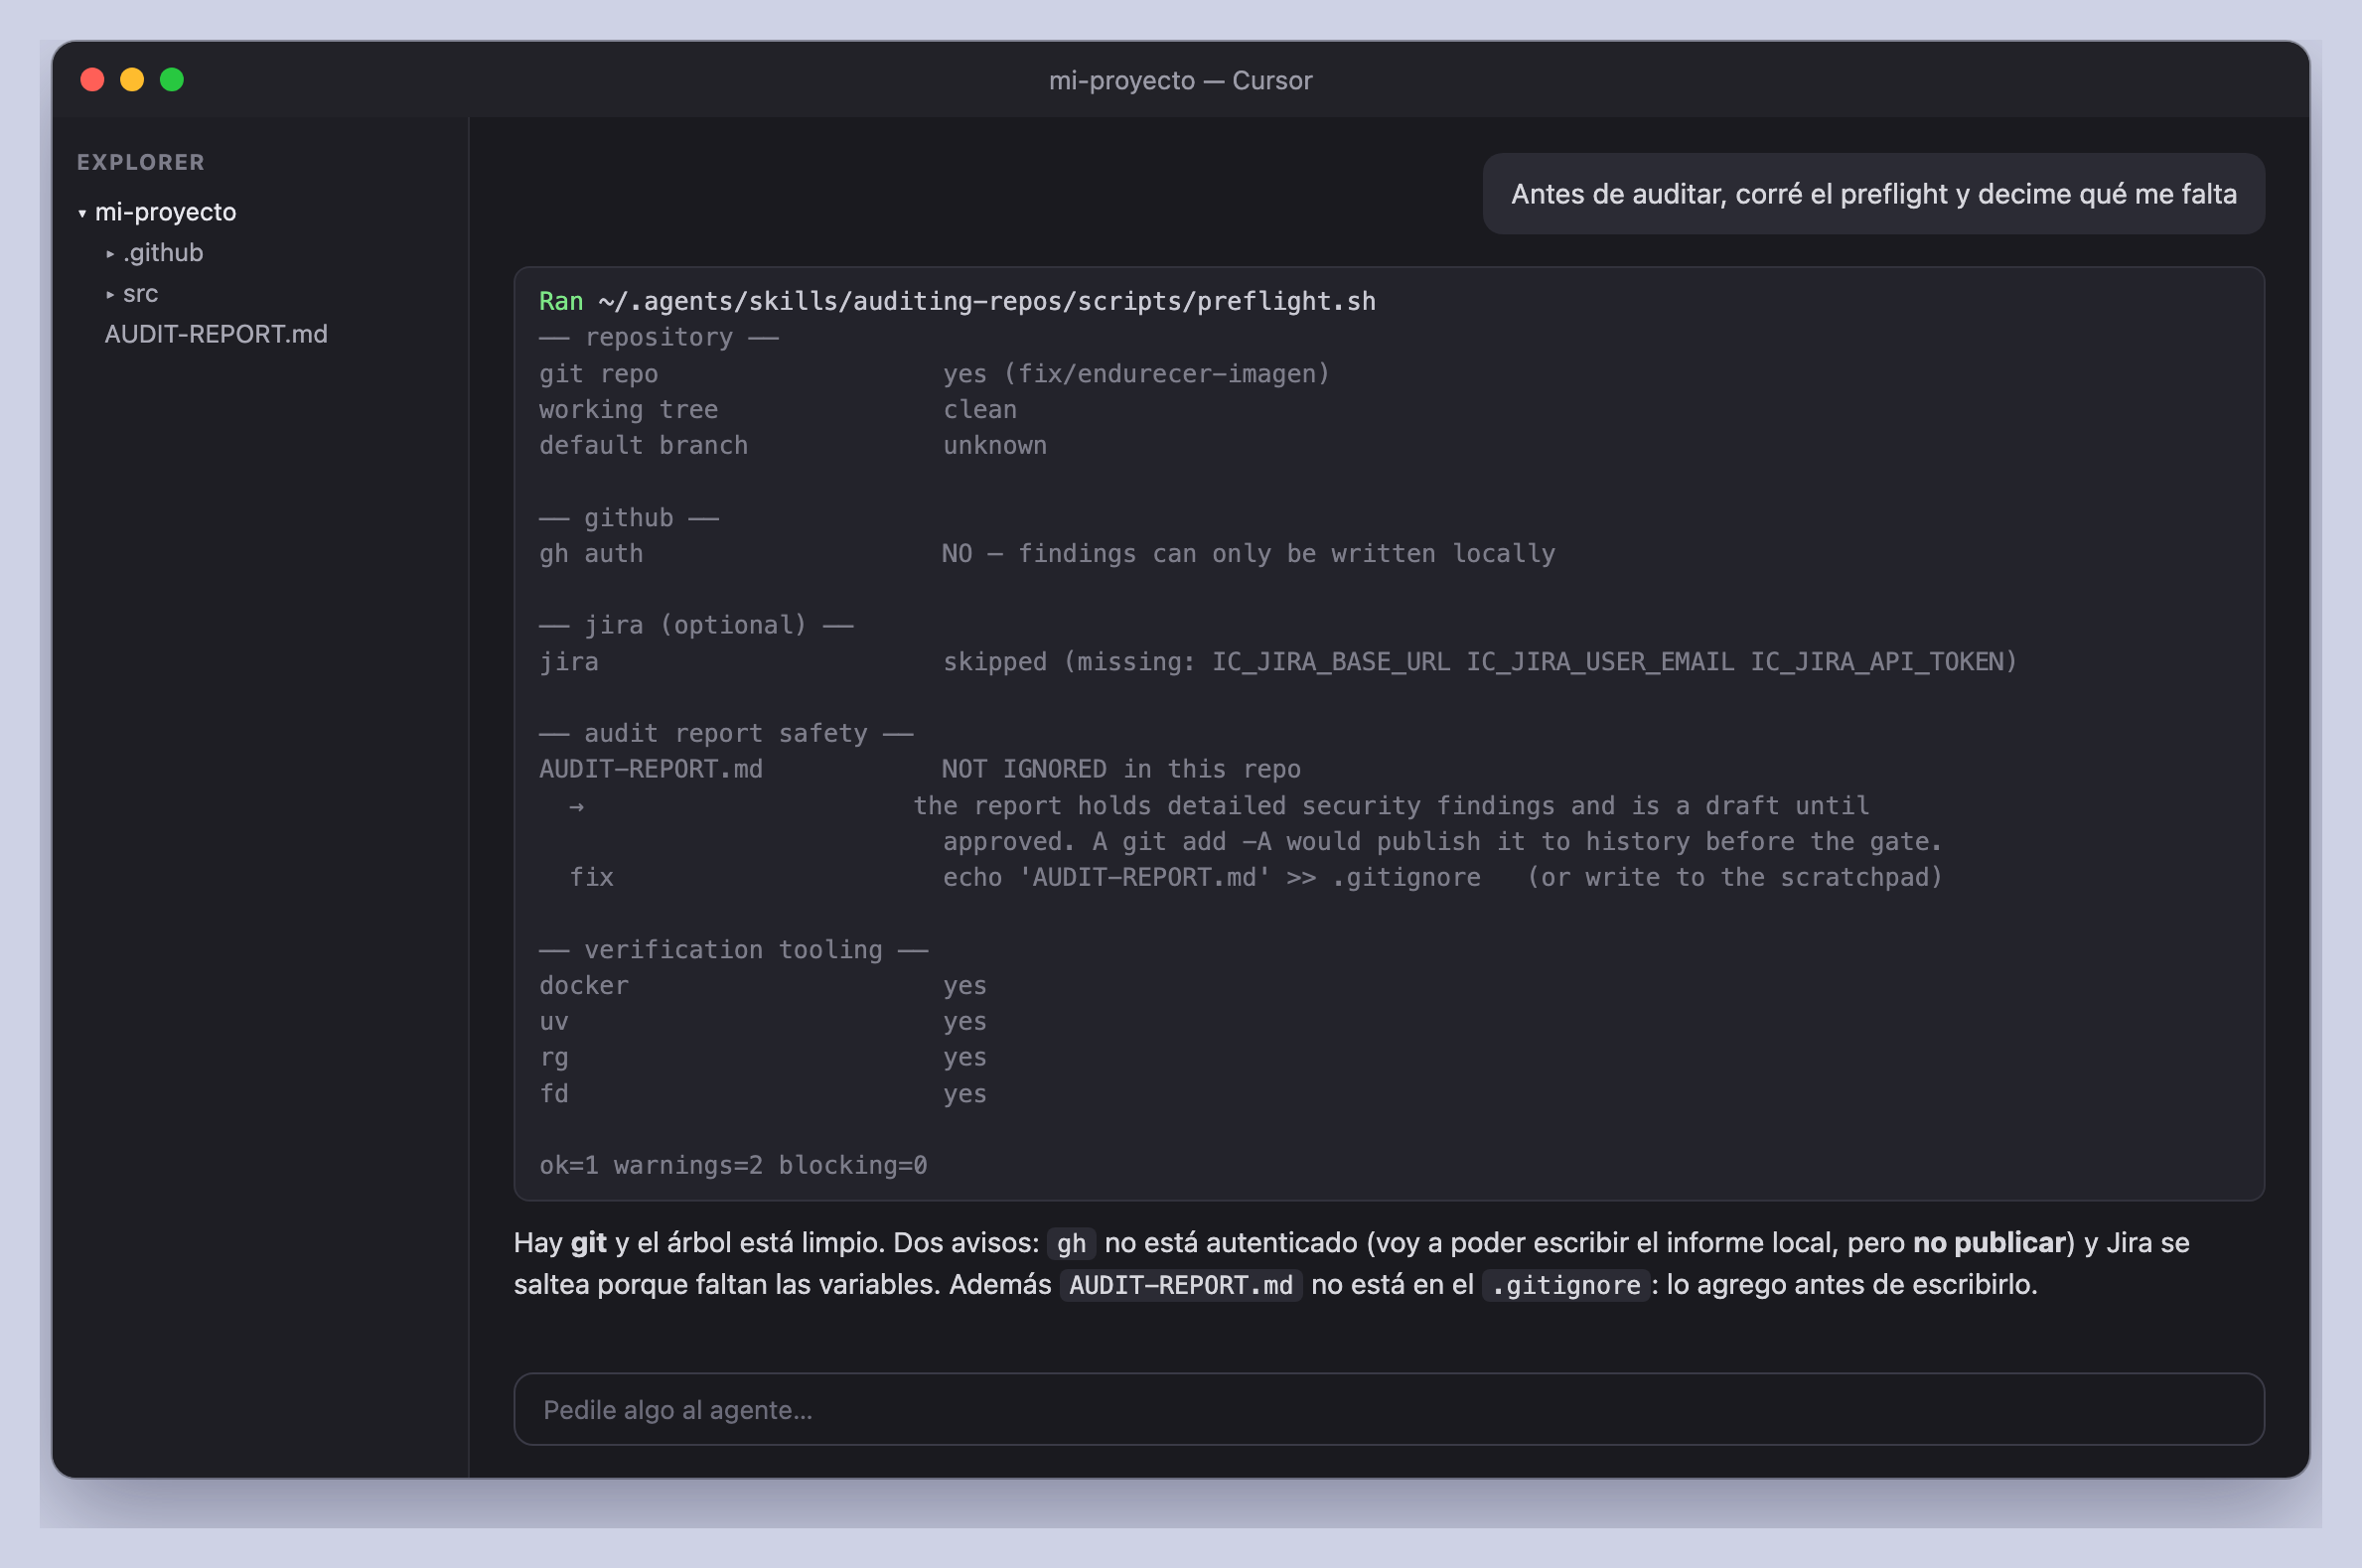 mi-proyecto — Cursor
EXPLORER
▾ mi-proyecto
▸ .github
▸ src
AUDIT-REPORT.md
Antes de auditar, corré el preflight y decime qué me falta
Ran ~/.agents/skills/auditing-repos/scripts/preflight.sh
── repository ──
git repo yes (fix/endurecer-imagen)
working tree clean
default branch unknown
── github ──
gh auth NO — findings can only be written locally
── jira (optional) ──
jira skipped (missing: IC_JIRA_BASE_URL IC_JIRA_USER_EMAIL IC_JIRA_API_TOKEN)
── audit report safety ──
AUDIT-REPORT.md NOT IGNORED in this repo
→ the report holds detailed security findings and is a draft until
approved. A git add -A would publish it to history before the gate.
fix echo 'AUDIT-REPORT.md' >> .gitignore (or write to the scratchpad)
── verification tooling ──
docker yes
uv yes
rg yes
fd yes
ok=1 warnings=2 blocking=0
Hay git y el árbol está limpio. Dos avisos: gh no está autenticado (voy a poder escribir el informe local, pero no publicar) y Jira se
saltea porque faltan las variables. Además AUDIT-REPORT.md no está en el .gitignore: lo agrego antes de escribirlo.
Pedile algo al agente...